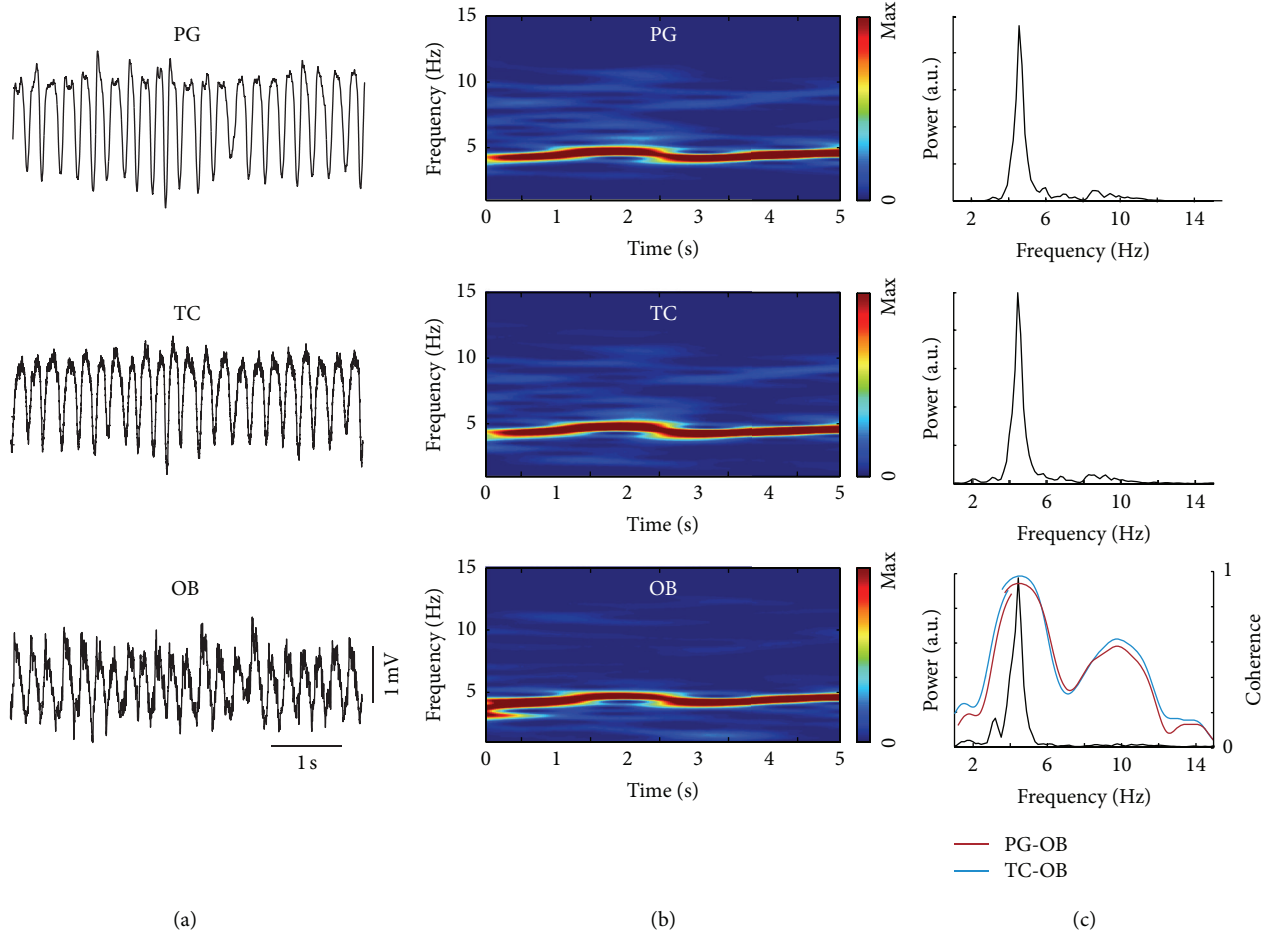 PG
TC
OB
1 mV
1 s
(a)
PG
Frequency (Hz)
15
10
5
0 1 2 3 4 5
Time (s)
Max
0
TC
Frequency (Hz)
15
10
5
0 1 2 3 4 5
Time (s)
Max
0
OB
Frequency (Hz)
15
10
5
0 1 2 3 4 5
Time (s)
Max
0
(b)
Power (a.u.)
2 6 10 14
Frequency (Hz)
Power (a.u.)
2 6 10 14
Frequency (Hz)
Power (a.u.)
1
0
Coherence
2 6 10 14
Frequency (Hz)
PG-OB
TC-OB
(c)